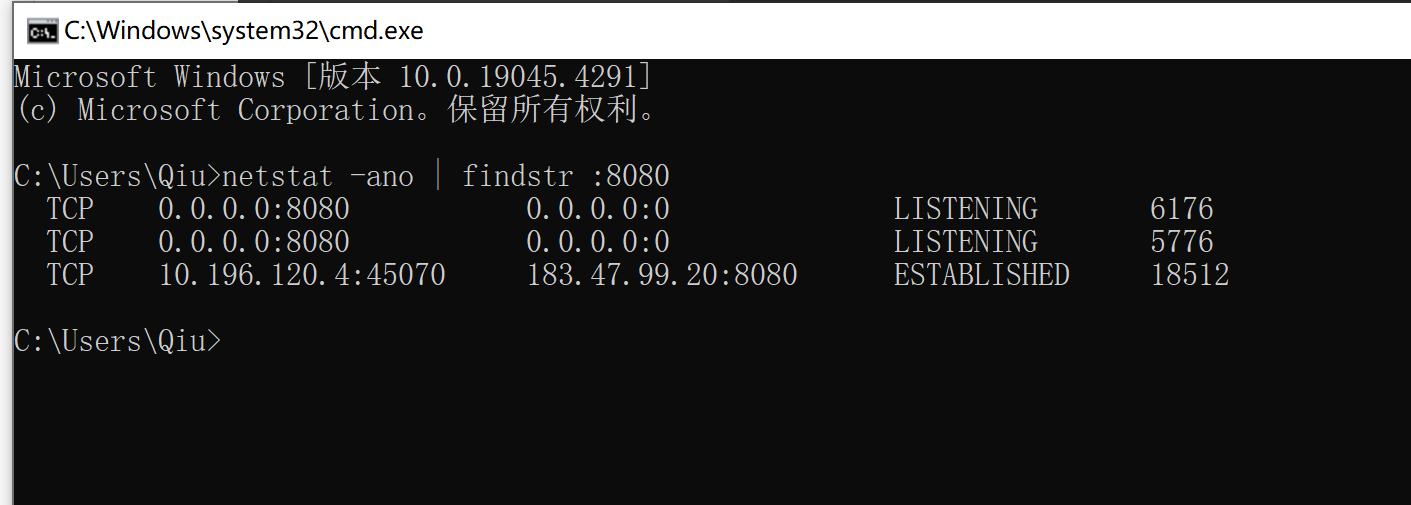 C:\Windows\system32\cmd.exe
Microsoft Windows [版本 10.0.19045.4291]
(c) Microsoft Corporation。保留所有权利。
C:\Users\Qiu>netstat -ano | findstr :8080
TCP 0.0.0.0:8080 0.0.0.0:0 LISTENING 6176
TCP 0.0.0.0:8080 0.0.0.0:0 LISTENING 5776
TCP 10.196.120.4:45070 183.47.99.20:8080 ESTABLISHED 18512
C:\Users\Qiu>